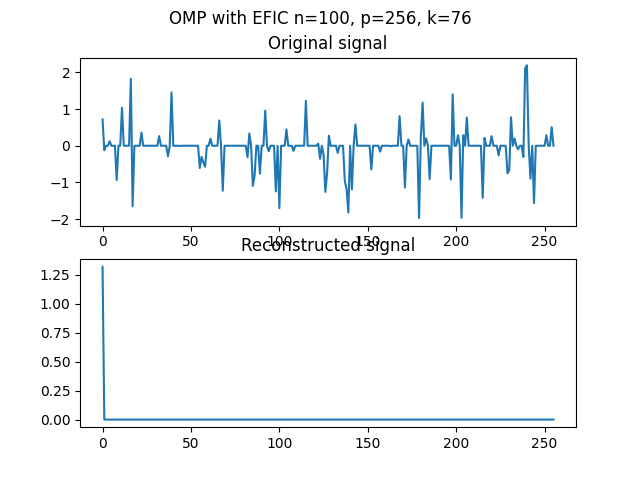 OMP with EFIC n=100, p=256, k=76
Original signal
2
1
0
−1
−2
0 50 100 150 200 250
Reconstructed signal
1.25
1.00
0.75
0.50
0.25
0.00
0 50 100 150 200 250